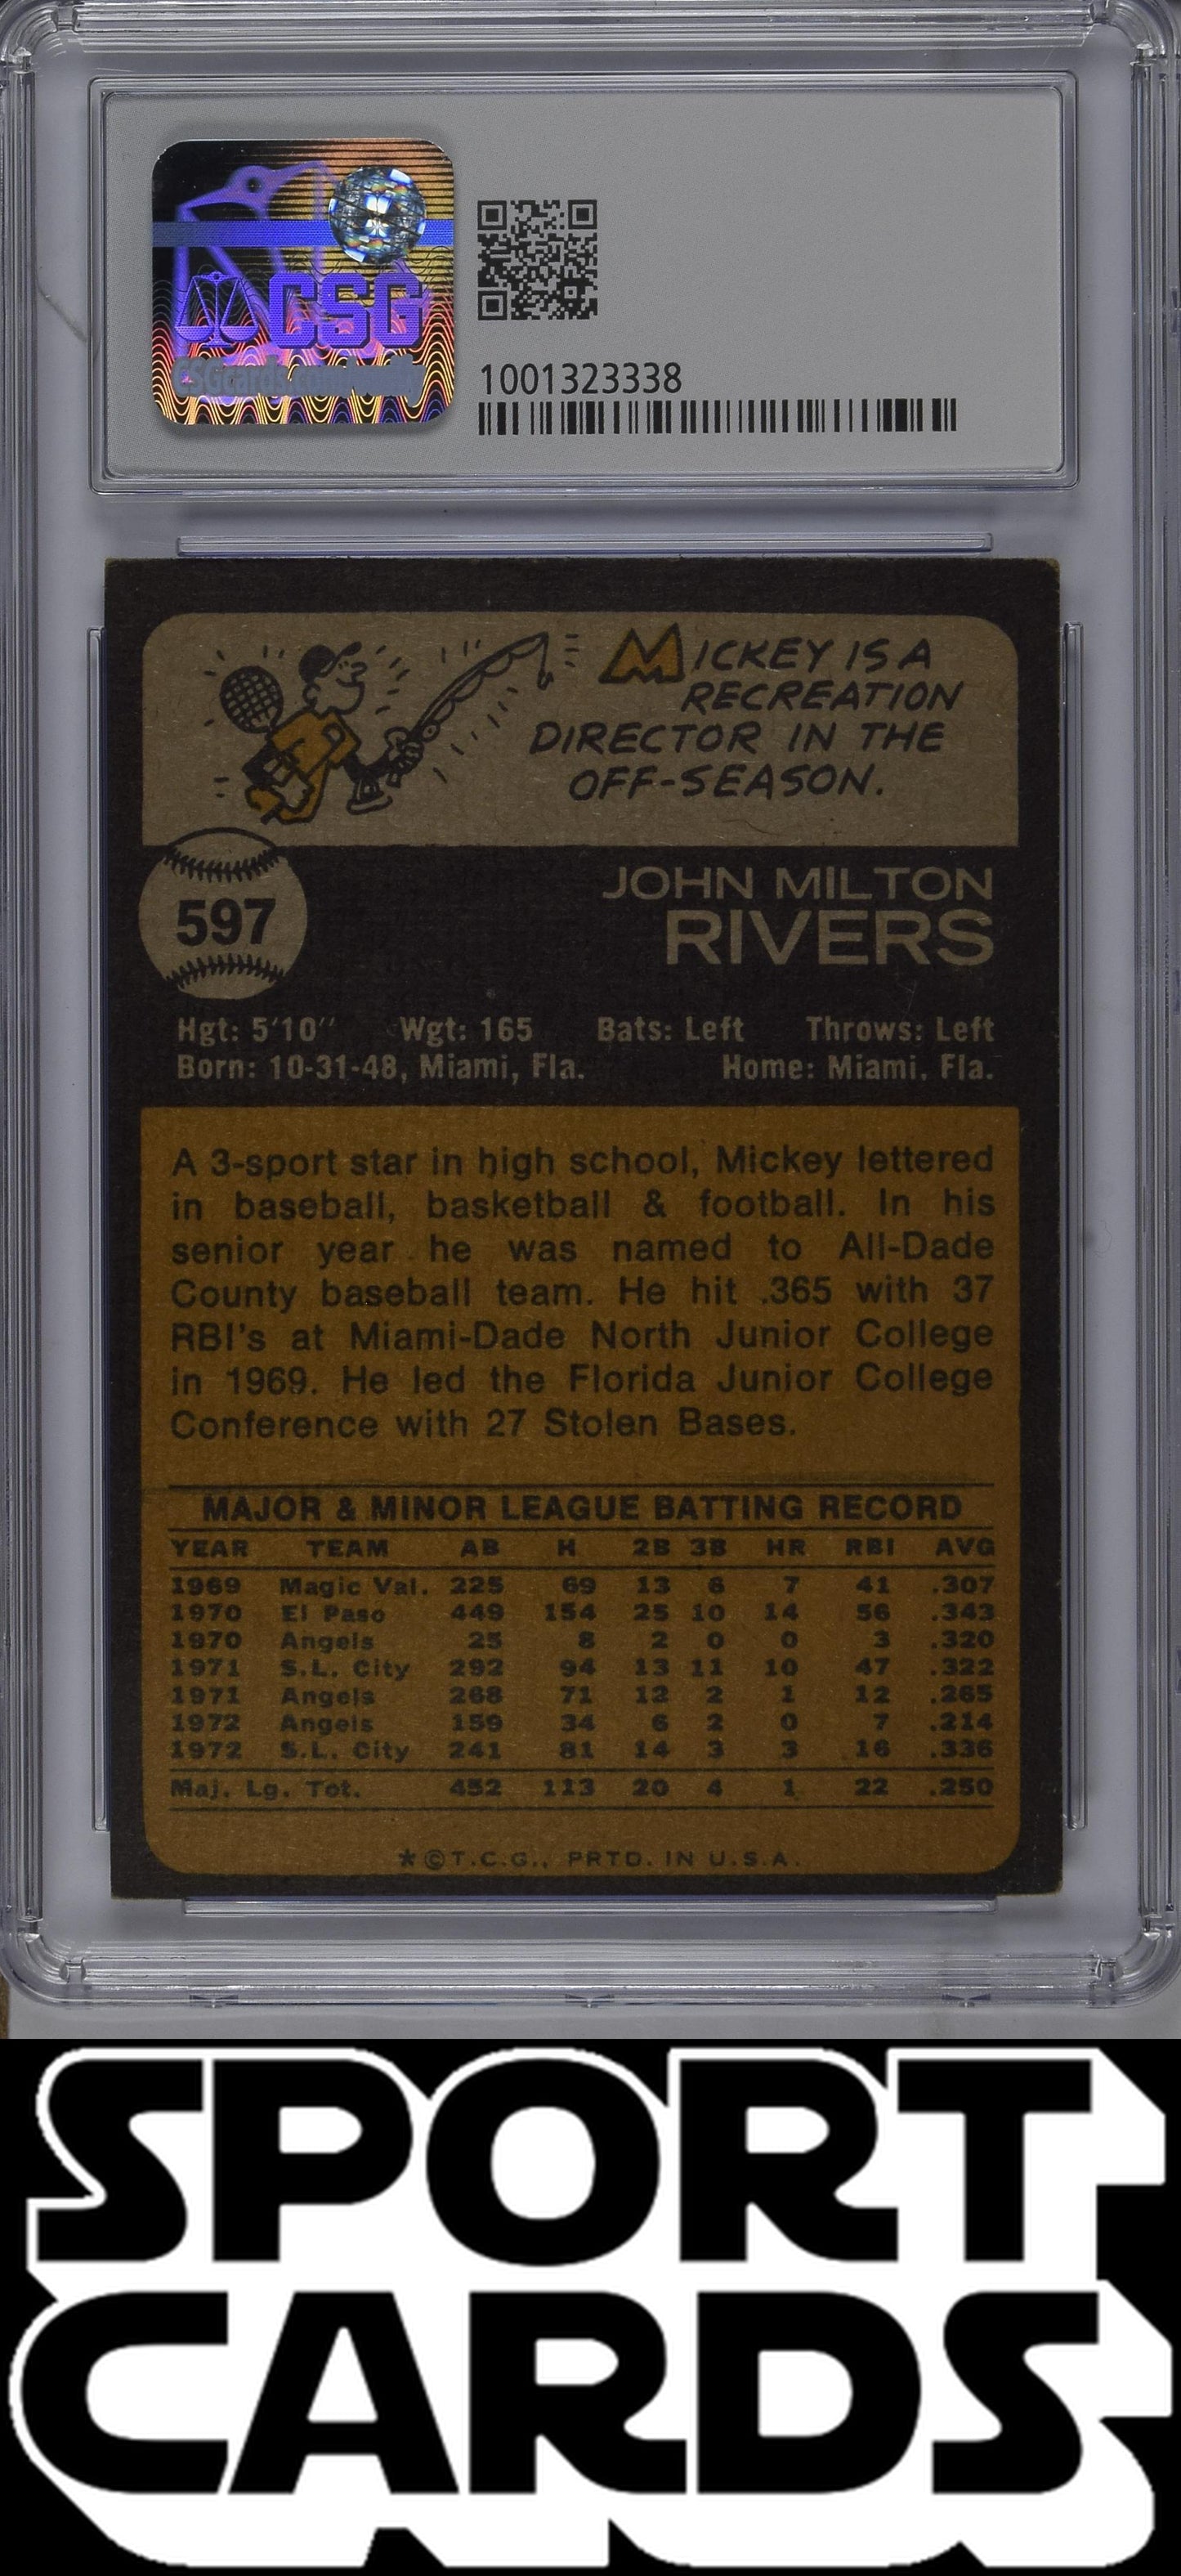 CSG
CSGcards.com/verify
1001323338
MICKEY IS A
RECREATION
DIRECTOR IN THE
OFF-SEASON.
597
JOHN MILTON
RIVERS
Hgt: 5'10" Wgt: 165 Bats: Left Throws: Left
Born: 10-31-48, Miami, Fla. Home: Miami, Fla.
A 3-sport star in high school, Mickey lettered
in baseball, basketball & football. In his
senior year he was named to All-Dade
County baseball team. He hit .365 with 37
RBI's at Miami-Dade North Junior College
in 1969. He led the Florida Junior College
Conference with 27 Stolen Bases.
MAJOR & MINOR LEAGUE BATTING RECORD
YEAR TEAM AB H 2B 3B HR RBI AVG
1969 Magic Val. 225 69 13 6 7 41 .307
1970 El Paso 449 154 25 10 14 56 .343
1970 Angels 25 8 2 0 0 3 .320
1971 S.L. City 292 94 13 11 10 47 .322
1971 Angels 268 71 12 2 1 12 .265
1972 Angels 159 34 6 2 0 7 .214
1972 S.L. City 241 81 14 3 3 16 .336
Maj. Lg. Tot. 452 113 20 4 1 22 .250
*©T.C.G., PRTD. IN U.S.A.
SPORT
CARDS